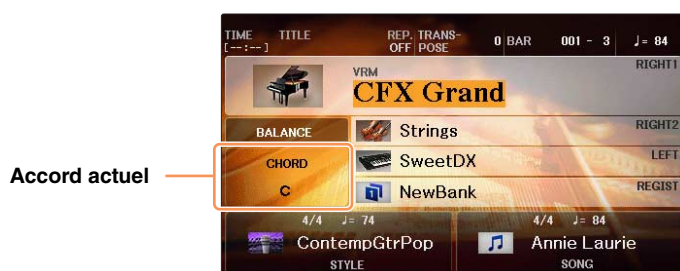 TIME TITLE REP. TRANS- 0 BAR 001 - 3 ♩= 84
[--:--] OFF POSE
RIGHT1
VRM
CFX Grand
BALANCE Strings RIGHT2
CHORD SweetDX LEFT
Accord actuel
C NewBank REGIST
4/4 ♩= 74 4/4 ♩= 84
ContempGtrPop Annie Laurie
STYLE SONG